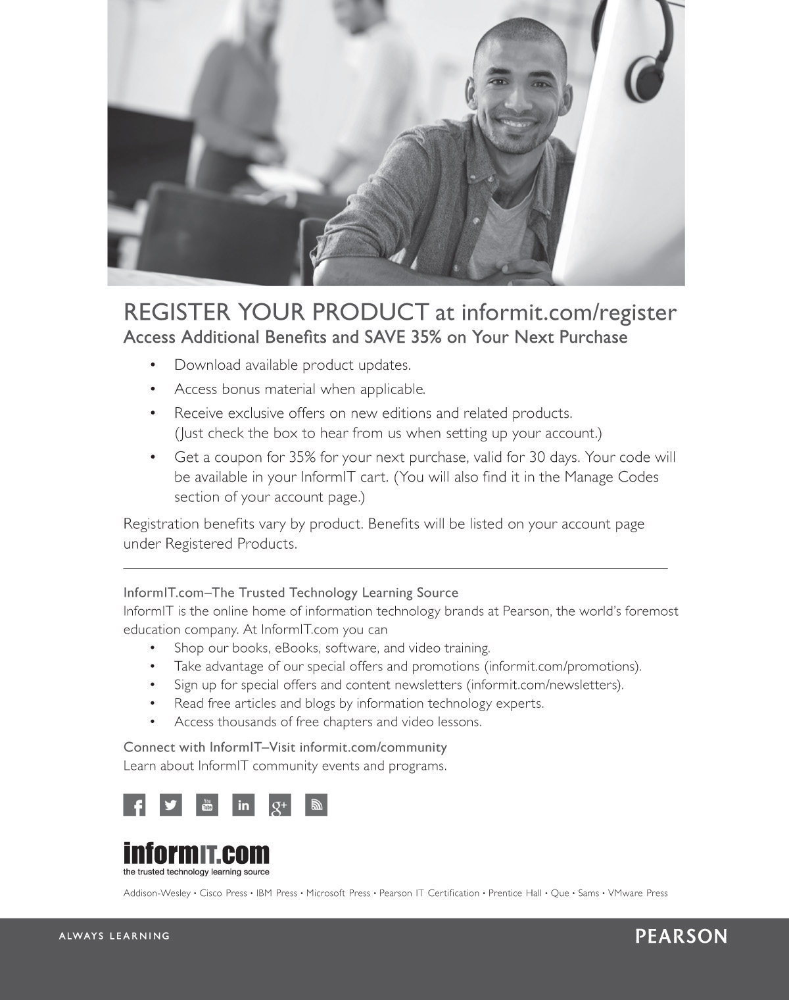 REGISTER YOUR PRODUCT at informit.com/register
Access Additional Benefits and SAVE 35% on Your Next Purchase
• Download available product updates.
• Access bonus material when applicable.
• Receive exclusive offers on new editions and related products.
(Just check the box to hear from us when setting up your account.)
• Get a coupon for 35% for your next purchase, valid for 30 days. Your code will
be available in your InformIT cart. (You will also find it in the Manage Codes
section of your account page.)
Registration benefits vary by product. Benefits will be listed on your account page
under Registered Products.
InformIT.com–The Trusted Technology Learning Source
InformIT is the online home of information technology brands at Pearson, the world’s foremost
education company. At InformIT.com you can
• Shop our books, eBooks, software, and video training.
• Take advantage of our special offers and promotions (informit.com/promotions).
• Sign up for special offers and content newsletters (informit.com/newsletters).
• Read free articles and blogs by information technology experts.
• Access thousands of free chapters and video lessons.
Connect with InformIT–Visit informit.com/community
Learn about InformIT community events and programs.
f You Tube in g+
informIT.com
the trusted technology learning source
Addison-Wesley • Cisco Press • IBM Press • Microsoft Press • Pearson IT Certification • Prentice Hall • Que • Sams • VMware Press
ALWAYS LEARNING PEARSON